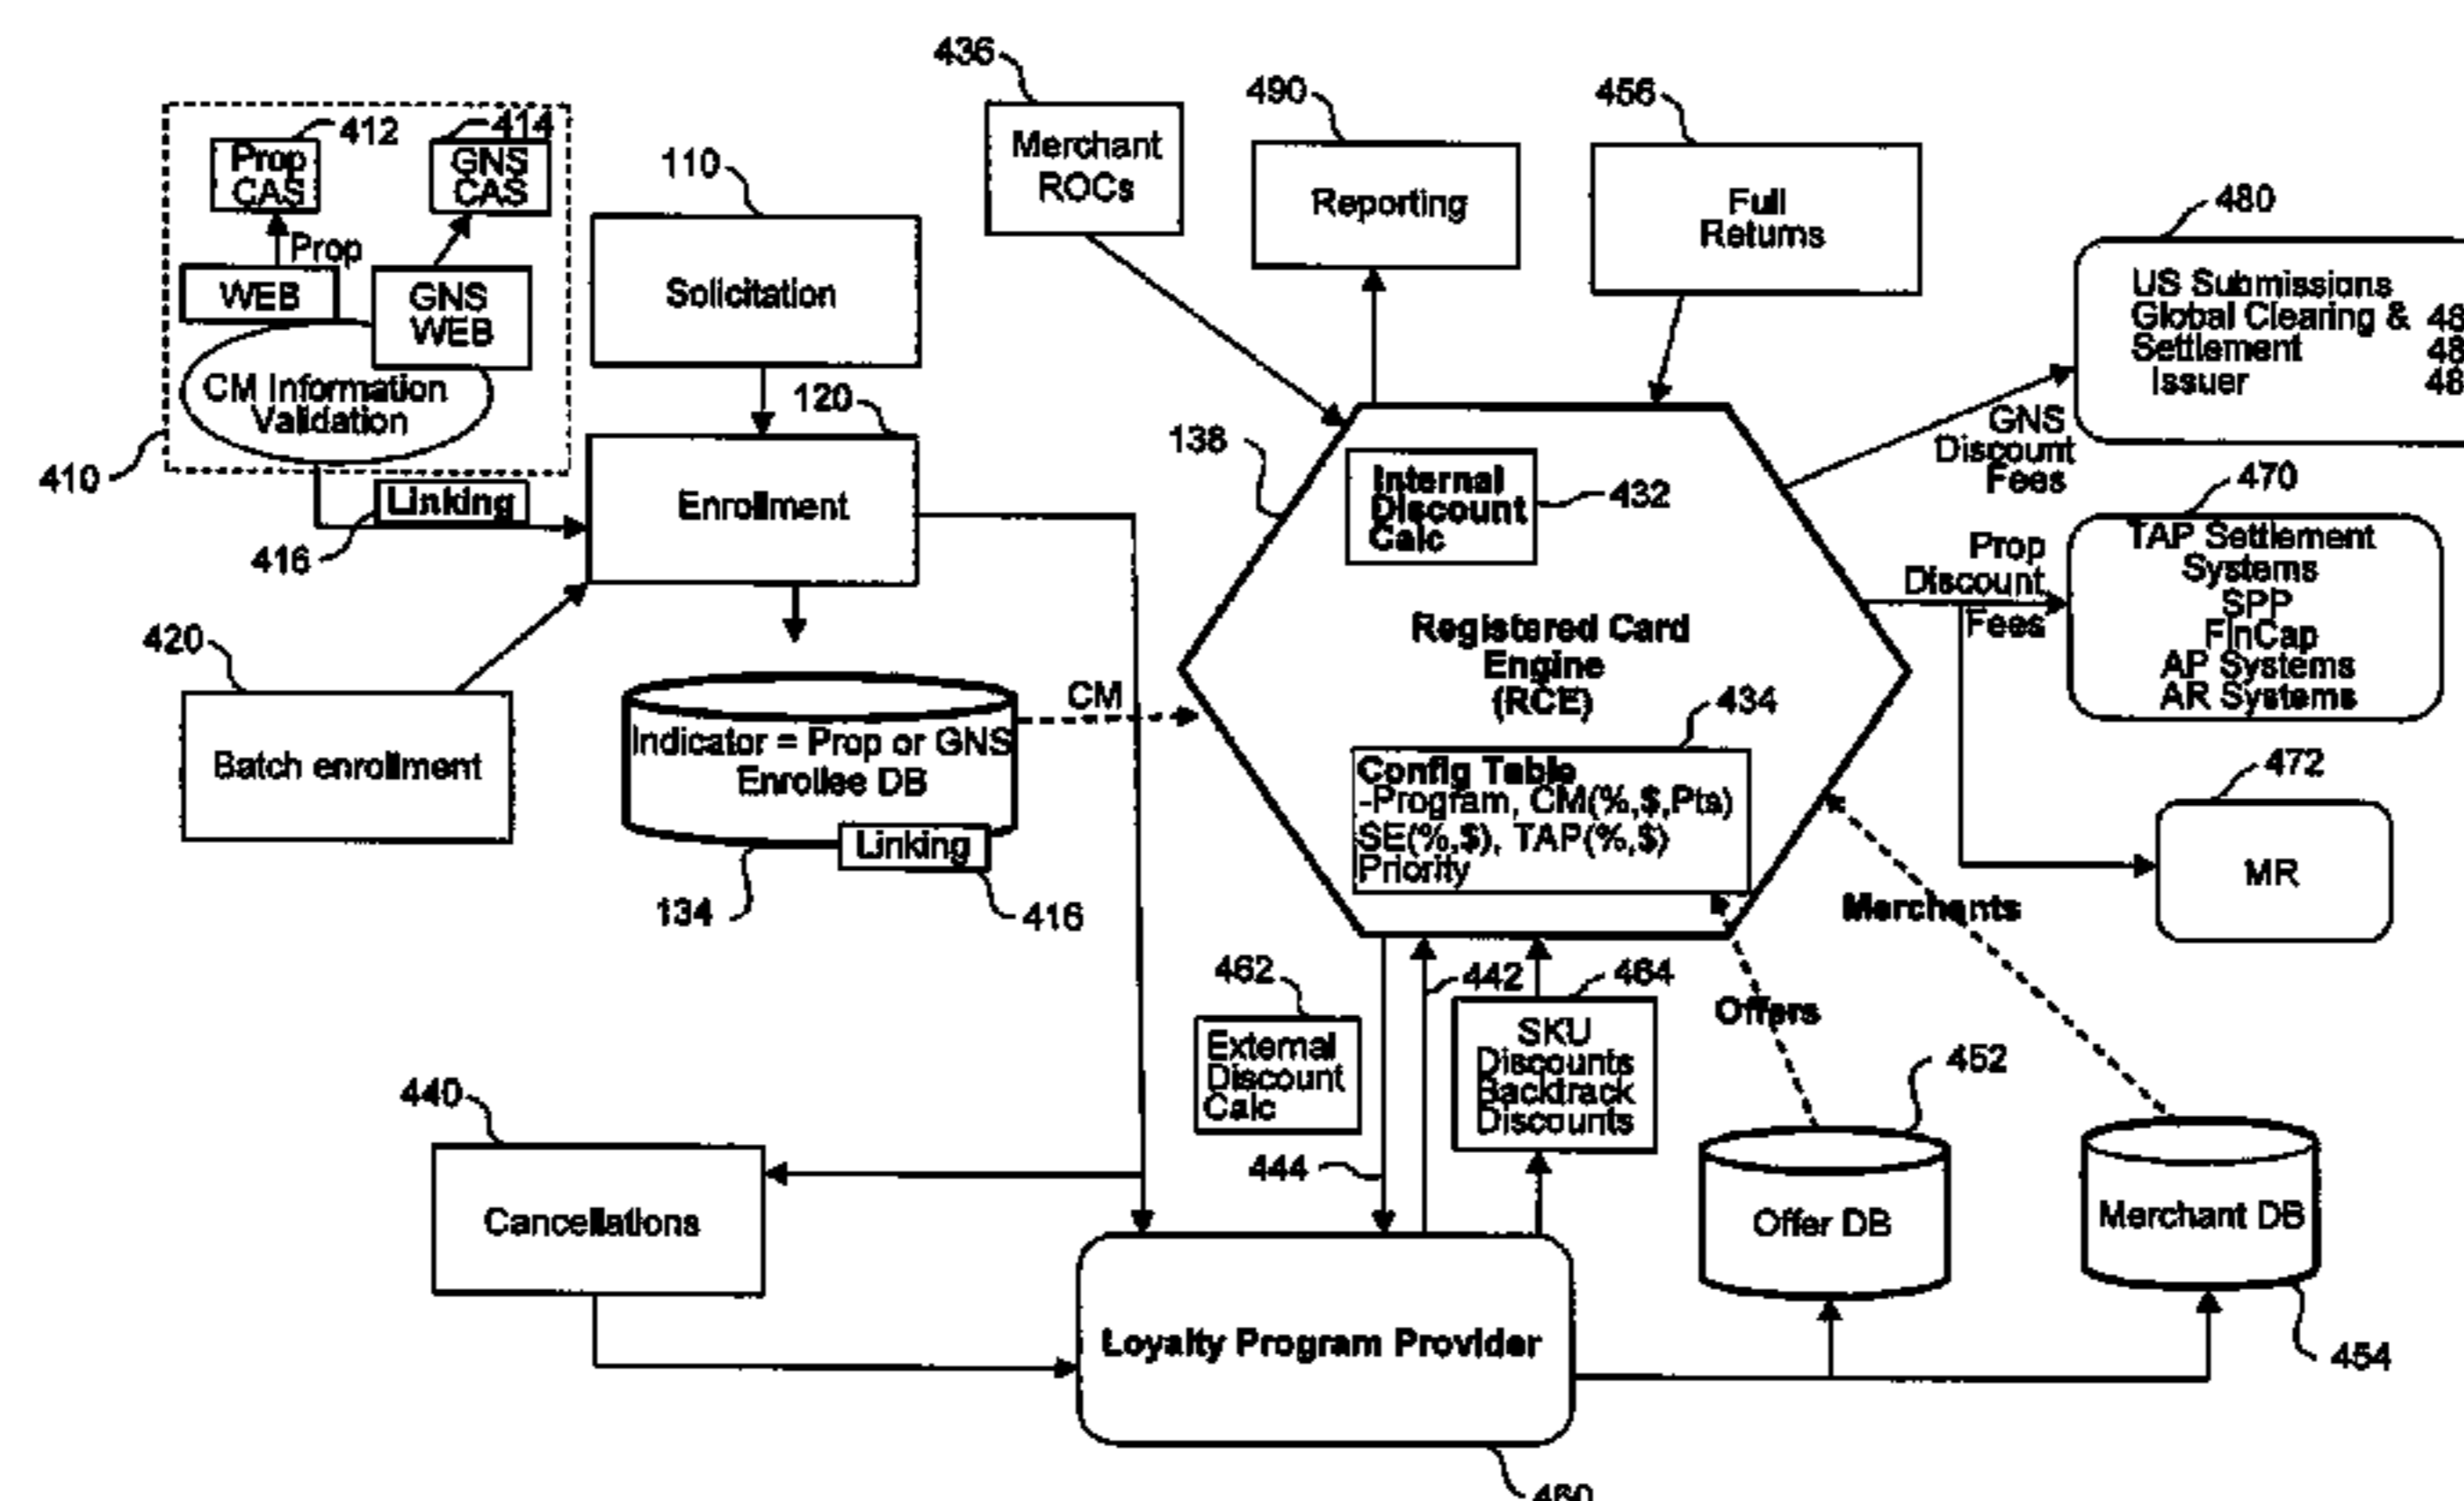 436
490
456
412
414
Prop
CAS
GNS
CAS
110
Merchant
ROCs
Reporting
Full
Returns
480
Prop
WEB
GNS
WEB
Solicitation
US Submissions
Global Clearing &
Settlement
Issuer
CM Information
Validation
120
410
138
GNS
Discount
Fees
Linking
416
Enrollment
Internal
Discount
Calc
432
470
Prop
Discount
Fees
TAP Settlement
Systems
SPP
FinCap
AP Systems
AR Systems
420
Batch enrollment
Indicator = Prop or GNS
Enrollee DB
Linking
134
416
CM
Registered Card
Engine
(RCE)
434
Config Table
-Program, CM(%,$,Pts)
SE(%,$), TAP(%,$)
Priority
472
MR
Merchants
462
442
464
Offers
External
Discount
Calc
SKU
Discounts
Backtrack
Discounts
452
440
444
Cancellations
Offer DB
Merchant DB
Loyalty Program Provider
454
460